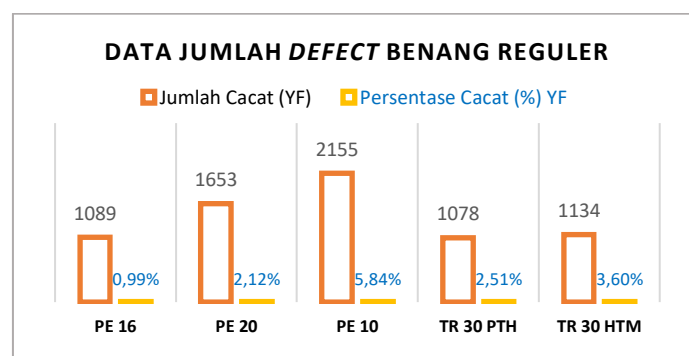 DATA JUMLAH DEFECT BENANG REGULER
Jumlah Cacat (YF) Persentase Cacat (%) YF
1089 1653 2155 1078 1134
0,99% 2,12% 5,84% 2,51% 3,60%
PE 16 PE 20 PE 10 TR 30 PTH TR 30 HTM